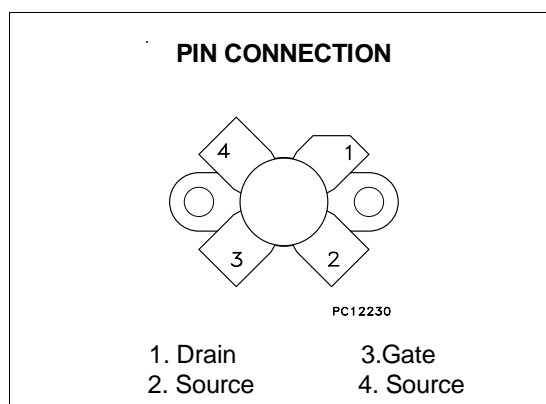 PIN CONNECTION
4 1
3 2
PC12230
1. Drain 3.Gate
2. Source 4. Source